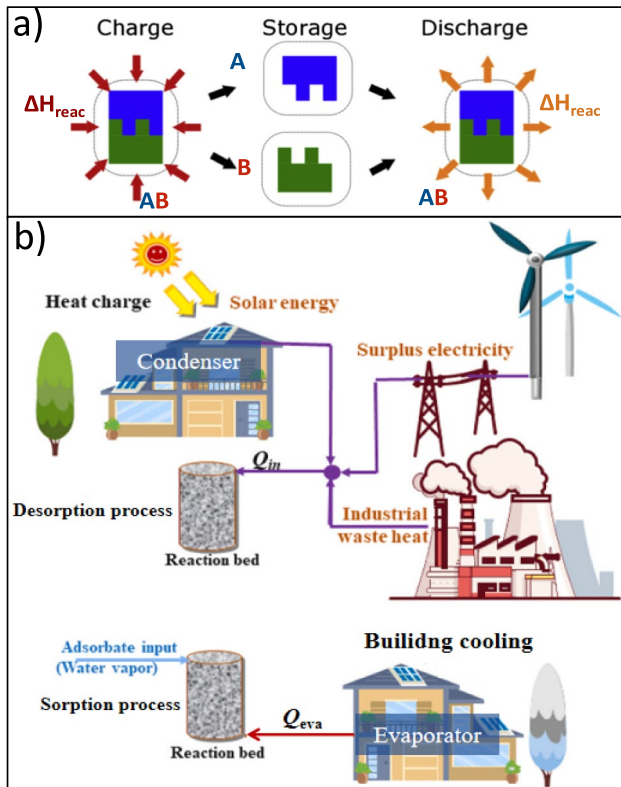 a)
Charge
Storage
Discharge
A
ΔHreac
ΔHreac
B
AB
AB
b)
Heat charge
Solar energy
Condenser
Surplus electricity
Qin
Desorption process
Industrial
waste heat
Reaction bed
Builidng cooling
Adsorbate input
(Water vapor)
Sorption process
Qeva
Evaporator
Reaction bed